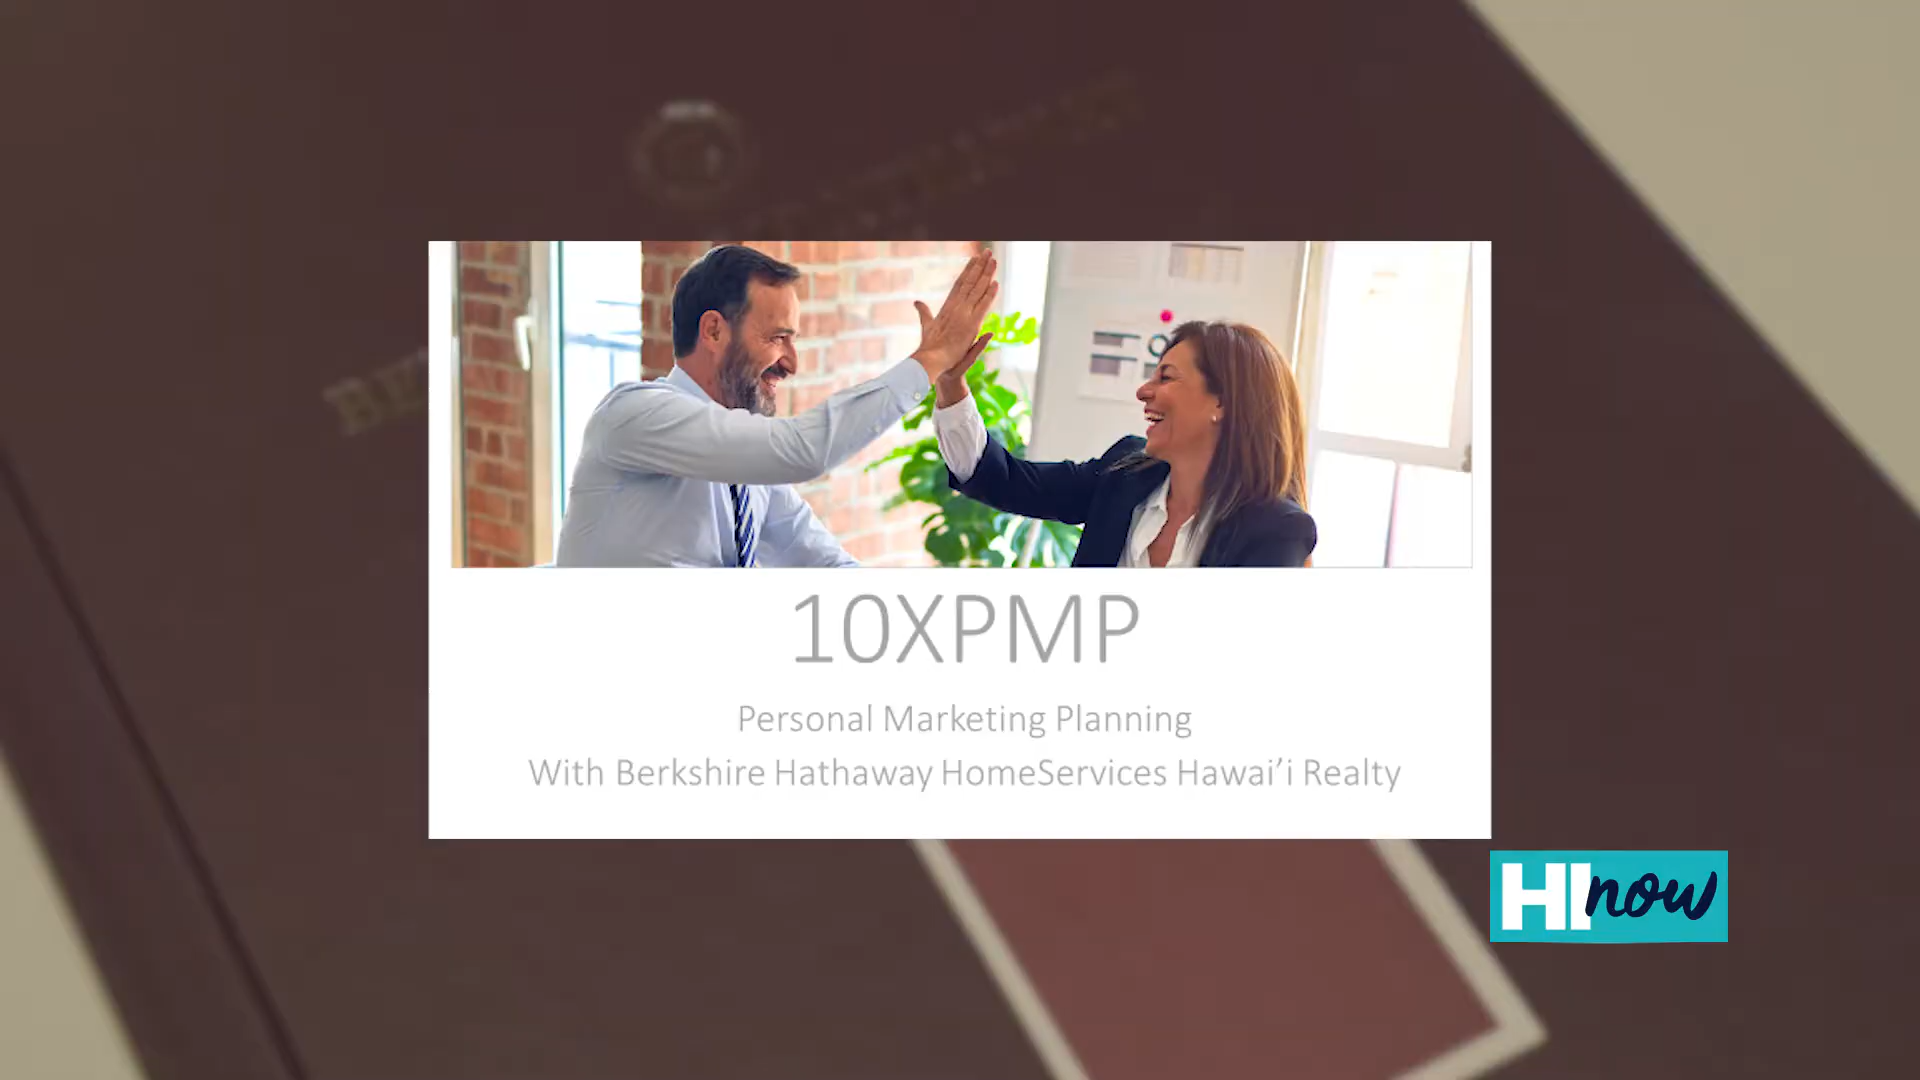 10XPMP
Personal Marketing Planning
With Berkshire Hathaway HomeServices Hawai’i Realty
HI now